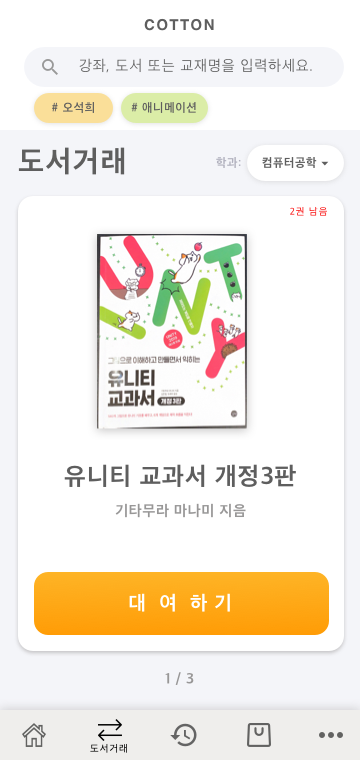 COTTON
강좌, 도서 또는 교재명을 입력하세요.
# 오석희
# 애니메이션
도서거래
학과:
컴퓨터공학
2권 남음
UNITY
그림으로 이해하고 만들면서 익히는
유니티
교과서 개정 3판
유니티 교과서 개정3판
기타무라 마나미 지음
대 여 하기
1 / 3
도서거래